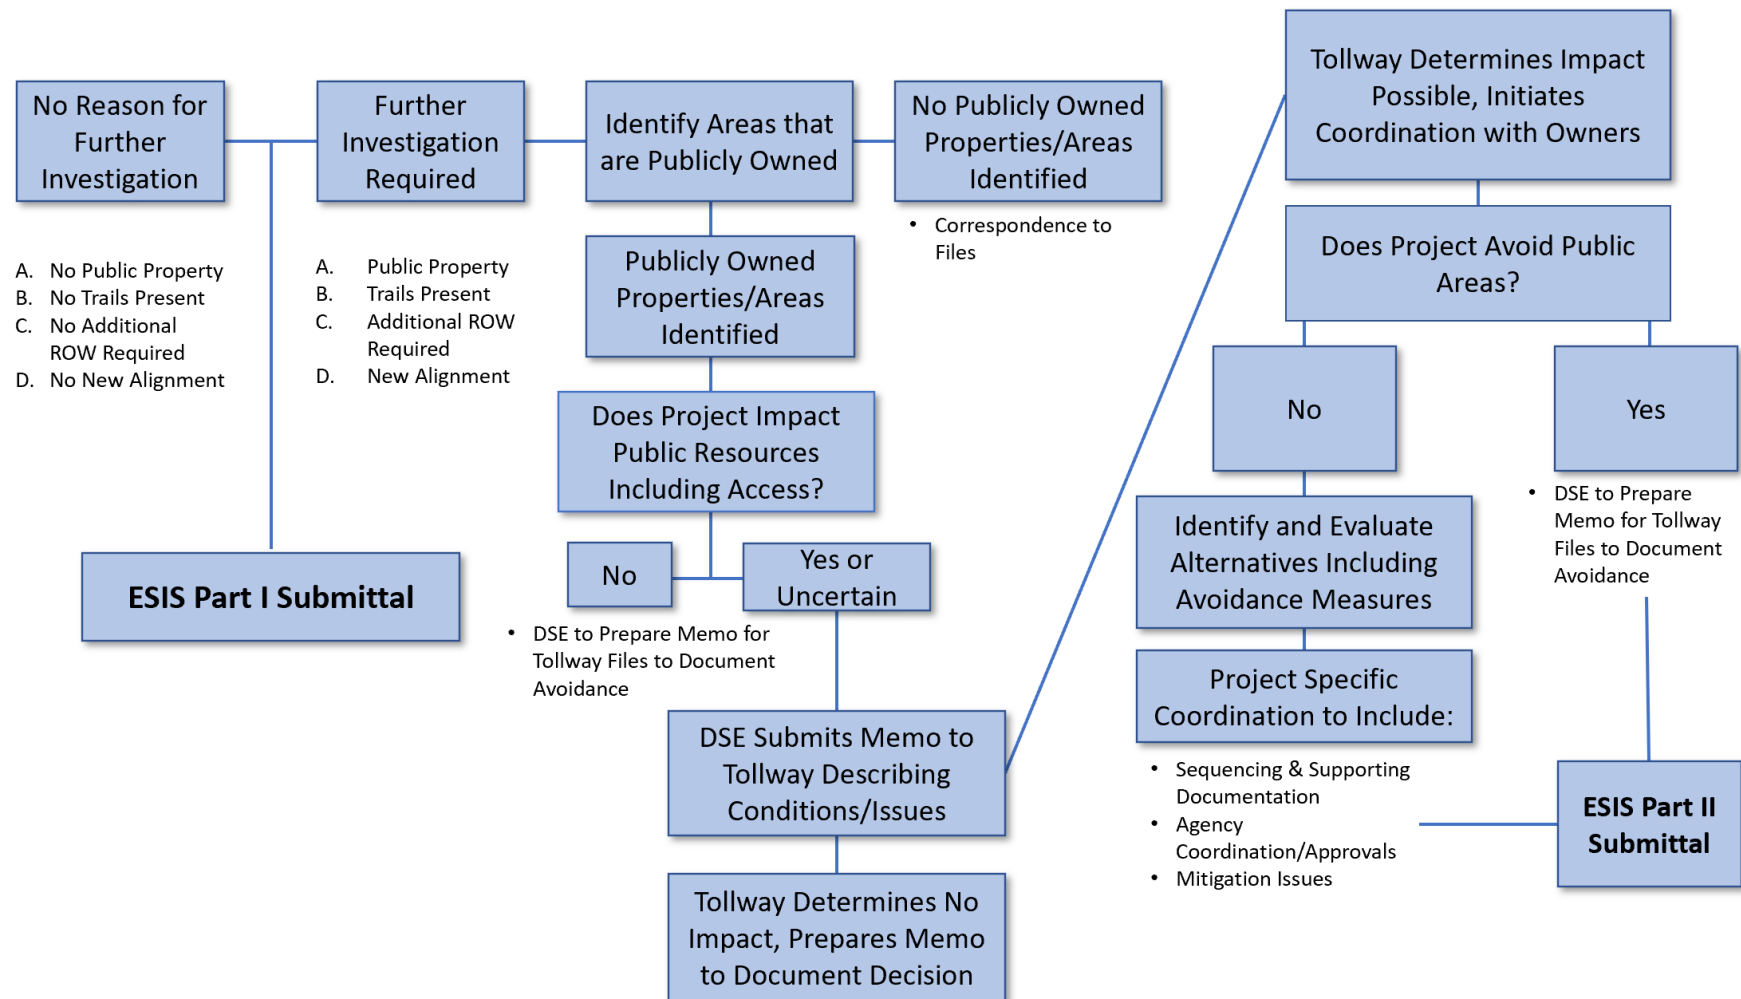 No Reason for
Further
Investigation
A. No Public Property
B. No Trails Present
C. No Additional
ROW Required
D. No New Alignment
Further
Investigation
Required
A. Public Property
B. Trails Present
C. Additional ROW
Required
D. New Alignment
ESIS Part I Submittal
Identify Areas that
are Publicly Owned
No Publicly Owned
Properties/Areas
Identified
• Correspondence to
Files
Publicly Owned
Properties/Areas
Identified
Does Project Impact
Public Resources
Including Access?
No
• DSE to Prepare Memo for
Tollway Files to Document
Avoidance
Yes or
Uncertain
DSE Submits Memo to
Tollway Describing
Conditions/Issues
Tollway Determines No
Impact, Prepares Memo
to Document Decision
Tollway Determines Impact
Possible, Initiates
Coordination with Owners
Does Project Avoid Public
Areas?
No
Yes
• DSE to Prepare
Memo for Tollway
Files to Document
Avoidance
Identify and Evaluate
Alternatives Including
Avoidance Measures
Project Specific
Coordination to Include:
• Sequencing & Supporting
Documentation
• Agency
Coordination/Approvals
• Mitigation Issues
ESIS Part II
Submittal